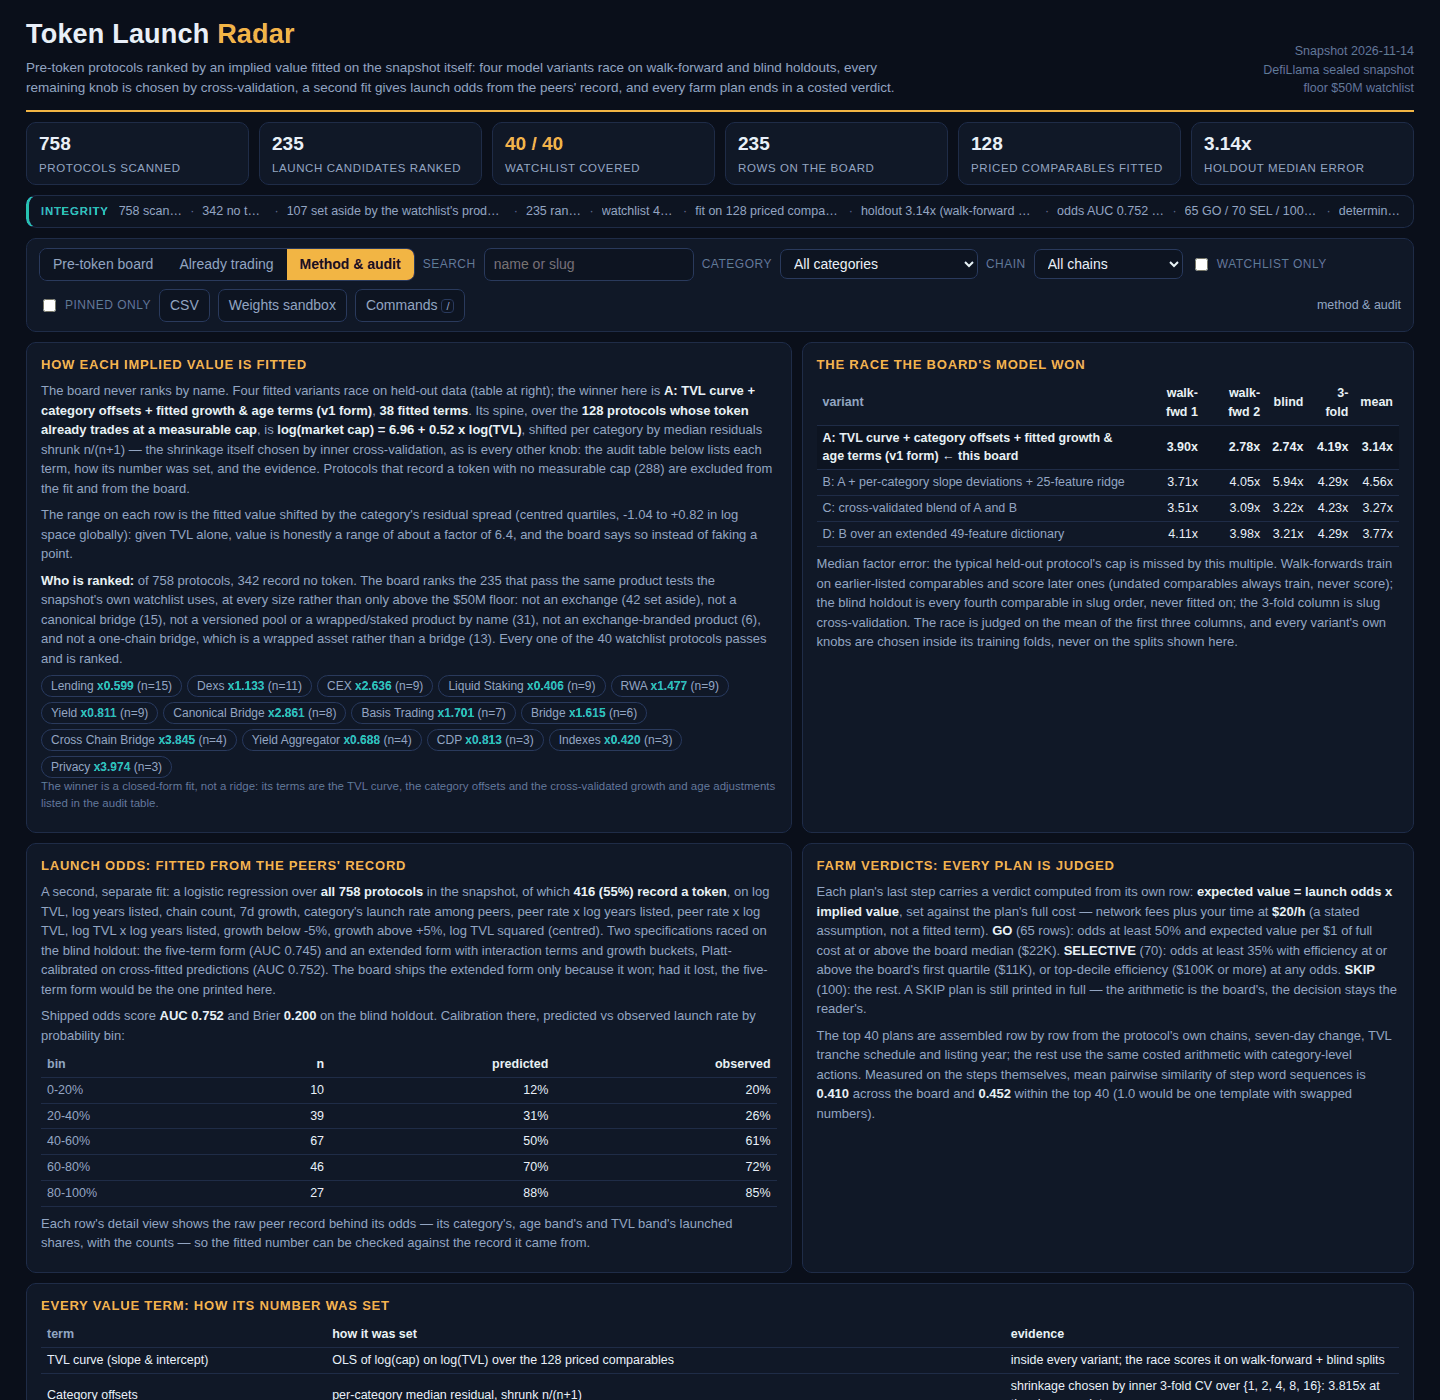 Token Launch Radar
Pre-token protocols ranked by an implied value fitted on the snapshot itself: four model variants race on walk-forward and blind holdouts, every
remaining knob is chosen by cross-validation, a second fit gives launch odds from the peers' record, and every farm plan ends in a costed verdict.
Snapshot 2026-11-14
DefiLlama sealed snapshot
floor $50M watchlist
758
PROTOCOLS SCANNED
235
LAUNCH CANDIDATES RANKED
40 / 40
WATCHLIST COVERED
235
ROWS ON THE BOARD
128
PRICED COMPARABLES FITTED
3.14x
HOLDOUT MEDIAN ERROR
INTEGRITY 758 scan… · 342 no t… · 107 set aside by the watchlist's prod… · 235 ran… · watchlist 4… · fit on 128 priced compa… · holdout 3.14x (walk-forward … · odds AUC 0.752 … · 65 GO / 70 SEL / 100… · determin…
Pre-token board Already trading Method & audit SEARCH name or slug CATEGORY All categories CHAIN All chains WATCHLIST ONLY
PINNED ONLY CSV Weights sandbox Commands / method & audit
HOW EACH IMPLIED VALUE IS FITTED
The board never ranks by name. Four fitted variants race on held-out data (table at right); the winner here is A: TVL curve +
category offsets + fitted growth & age terms (v1 form), 38 fitted terms. Its spine, over the 128 protocols whose token
already trades at a measurable cap, is log(market cap) = 6.96 + 0.52 x log(TVL), shifted per category by median residuals
shrunk n/(n+1) — the shrinkage itself chosen by inner cross-validation, as is every other knob: the audit table below lists each
term, how its number was set, and the evidence. Protocols that record a token with no measurable cap (288) are excluded from
the fit and from the board.
The range on each row is the fitted value shifted by the category's residual spread (centred quartiles, -1.04 to +0.82 in log
space globally): given TVL alone, value is honestly a range of about a factor of 6.4, and the board says so instead of faking a
point.
Who is ranked: of 758 protocols, 342 record no token. The board ranks the 235 that pass the same product tests the
snapshot's own watchlist uses, at every size rather than only above the $50M floor: not an exchange (42 set aside), not a
canonical bridge (15), not a versioned pool or a wrapped/staked product by name (31), not an exchange-branded product (6),
and not a one-chain bridge, which is a wrapped asset rather than a bridge (13). Every one of the 40 watchlist protocols passes
and is ranked.
Lending x0.599 (n=15) Dexs x1.133 (n=11) CEX x2.636 (n=9) Liquid Staking x0.406 (n=9) RWA x1.477 (n=9)
Yield x0.811 (n=9) Canonical Bridge x2.861 (n=8) Basis Trading x1.701 (n=7) Bridge x1.615 (n=6)
Cross Chain Bridge x3.845 (n=4) Yield Aggregator x0.688 (n=4) CDP x0.813 (n=3) Indexes x0.420 (n=3)
Privacy x3.974 (n=3)
The winner is a closed-form fit, not a ridge: its terms are the TVL curve, the category offsets and the cross-validated growth and age adjustments
listed in the audit table.
THE RACE THE BOARD'S MODEL WON
variant walk-fwd 1 walk-fwd 2 blind 3-fold mean
A: TVL curve + category offsets + fitted growth &
age terms (v1 form) ← this board 3.90x 2.78x 2.74x 4.19x 3.14x
B: A + per-category slope deviations + 25-feature ridge 3.71x 4.05x 5.94x 4.29x 4.56x
C: cross-validated blend of A and B 3.51x 3.09x 3.22x 4.23x 3.27x
D: B over an extended 49-feature dictionary 4.11x 3.98x 3.21x 4.29x 3.77x
Median factor error: the typical held-out protocol's cap is missed by this multiple. Walk-forwards train
on earlier-listed comparables and score later ones (undated comparables always train, never score);
the blind holdout is every fourth comparable in slug order, never fitted on; the 3-fold column is slug
cross-validation. The race is judged on the mean of the first three columns, and every variant's own
knobs are chosen inside its training folds, never on the splits shown here.
LAUNCH ODDS: FITTED FROM THE PEERS' RECORD
A second, separate fit: a logistic regression over all 758 protocols in the snapshot, of which 416 (55%) record a token, on log
TVL, log years listed, chain count, 7d growth, category's launch rate among peers, peer rate x log years listed, peer rate x log
TVL, log TVL x log years listed, growth below -5%, growth above +5%, log TVL squared (centred). Two specifications raced on
the blind holdout: the five-term form (AUC 0.745) and an extended form with interaction terms and growth buckets, Platt-
calibrated on cross-fitted predictions (AUC 0.752). The board ships the extended form only because it won; had it lost, the five-
term form would be the one printed here.
Shipped odds score AUC 0.752 and Brier 0.200 on the blind holdout. Calibration there, predicted vs observed launch rate by
probability bin:
bin n predicted observed
0-20% 10 12% 20%
20-40% 39 31% 26%
40-60% 67 50% 61%
60-80% 46 70% 72%
80-100% 27 88% 85%
Each row's detail view shows the raw peer record behind its odds — its category's, age band's and TVL band's launched
shares, with the counts — so the fitted number can be checked against the record it came from.
FARM VERDICTS: EVERY PLAN IS JUDGED
Each plan's last step carries a verdict computed from its own row: expected value = launch odds x
implied value, set against the plan's full cost — network fees plus your time at $20/h (a stated
assumption, not a fitted term). GO (65 rows): odds at least 50% and expected value per $1 of full
cost at or above the board median ($22K). SELECTIVE (70): odds at least 35% with efficiency at or
above the board's first quartile ($11K), or top-decile efficiency ($100K or more) at any odds. SKIP
(100): the rest. A SKIP plan is still printed in full — the arithmetic is the board's, the decision stays the
reader's.
The top 40 plans are assembled row by row from the protocol's own chains, seven-day change, TVL
tranche schedule and listing year; the rest use the same costed arithmetic with category-level
actions. Measured on the steps themselves, mean pairwise similarity of step word sequences is
0.410 across the board and 0.452 within the top 40 (1.0 would be one template with swapped
numbers).
EVERY VALUE TERM: HOW ITS NUMBER WAS SET
term how it was set evidence
TVL curve (slope & intercept) OLS of log(cap) on log(TVL) over the 128 priced comparables inside every variant; the race scores it on walk-forward + blind splits
Category offsets per-category median residual, shrunk n/(n+1) shrinkage chosen by inner 3-fold CV over {1, 2, 4, 8, 16}: 3.815x at